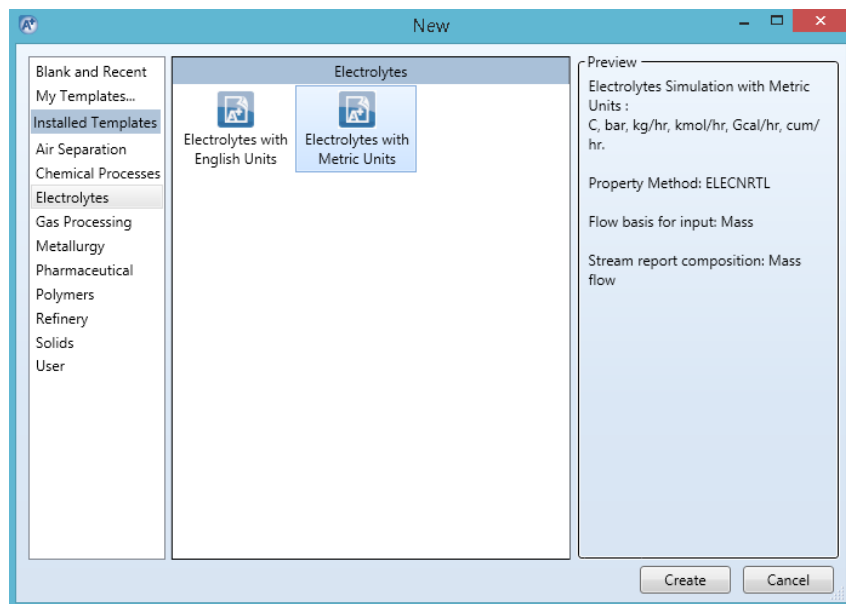 New
Blank and Recent
My Templates...
Installed Templates
Air Separation
Chemical Processes
Electrolytes
Gas Processing
Metallurgy
Pharmaceutical
Polymers
Refinery
Solids
User
Electrolytes
Electrolytes with
English Units
Electrolytes with
Metric Units
Preview
Electrolytes Simulation with Metric
Units :
C, bar, kg/hr, kmol/hr, Gcal/hr, cum/
hr.
Property Method: ELECNRTL
Flow basis for input: Mass
Stream report composition: Mass
flow
Create
Cancel